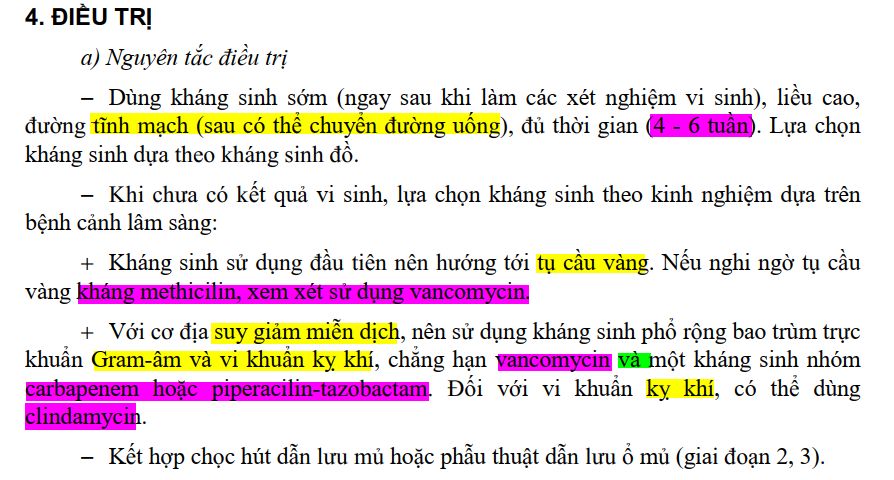 4. ĐIỀU TRỊ
a) Nguyên tắc điều trị
– Dùng kháng sinh sớm (ngay sau khi làm các xét nghiệm vi sinh), liều cao,
đường tĩnh mạch (sau có thể chuyển đường uống), đủ thời gian (4 - 6 tuần). Lựa chọn
kháng sinh dựa theo kháng sinh đồ.
– Khi chưa có kết quả vi sinh, lựa chọn kháng sinh theo kinh nghiệm dựa trên
bệnh cảnh lâm sàng:
+ Kháng sinh sử dụng đầu tiên nên hướng tới tụ cầu vàng. Nếu nghi ngờ tụ cầu
vàng kháng methicilin, xem xét sử dụng vancomycin.
+ Với cơ địa suy giảm miễn dịch, nên sử dụng kháng sinh phổ rộng bao trùm trực
khuẩn Gram-âm và vi khuẩn kỵ khí, chẳng hạn vancomycin và một kháng sinh nhóm
carbapenem hoặc piperacilin-tazobactam. Đối với vi khuẩn kỵ khí, có thể dùng
clindamycin.
– Kết hợp chọc hút dẫn lưu mủ hoặc phẫu thuật dẫn lưu ổ mủ (giai đoạn 2, 3).